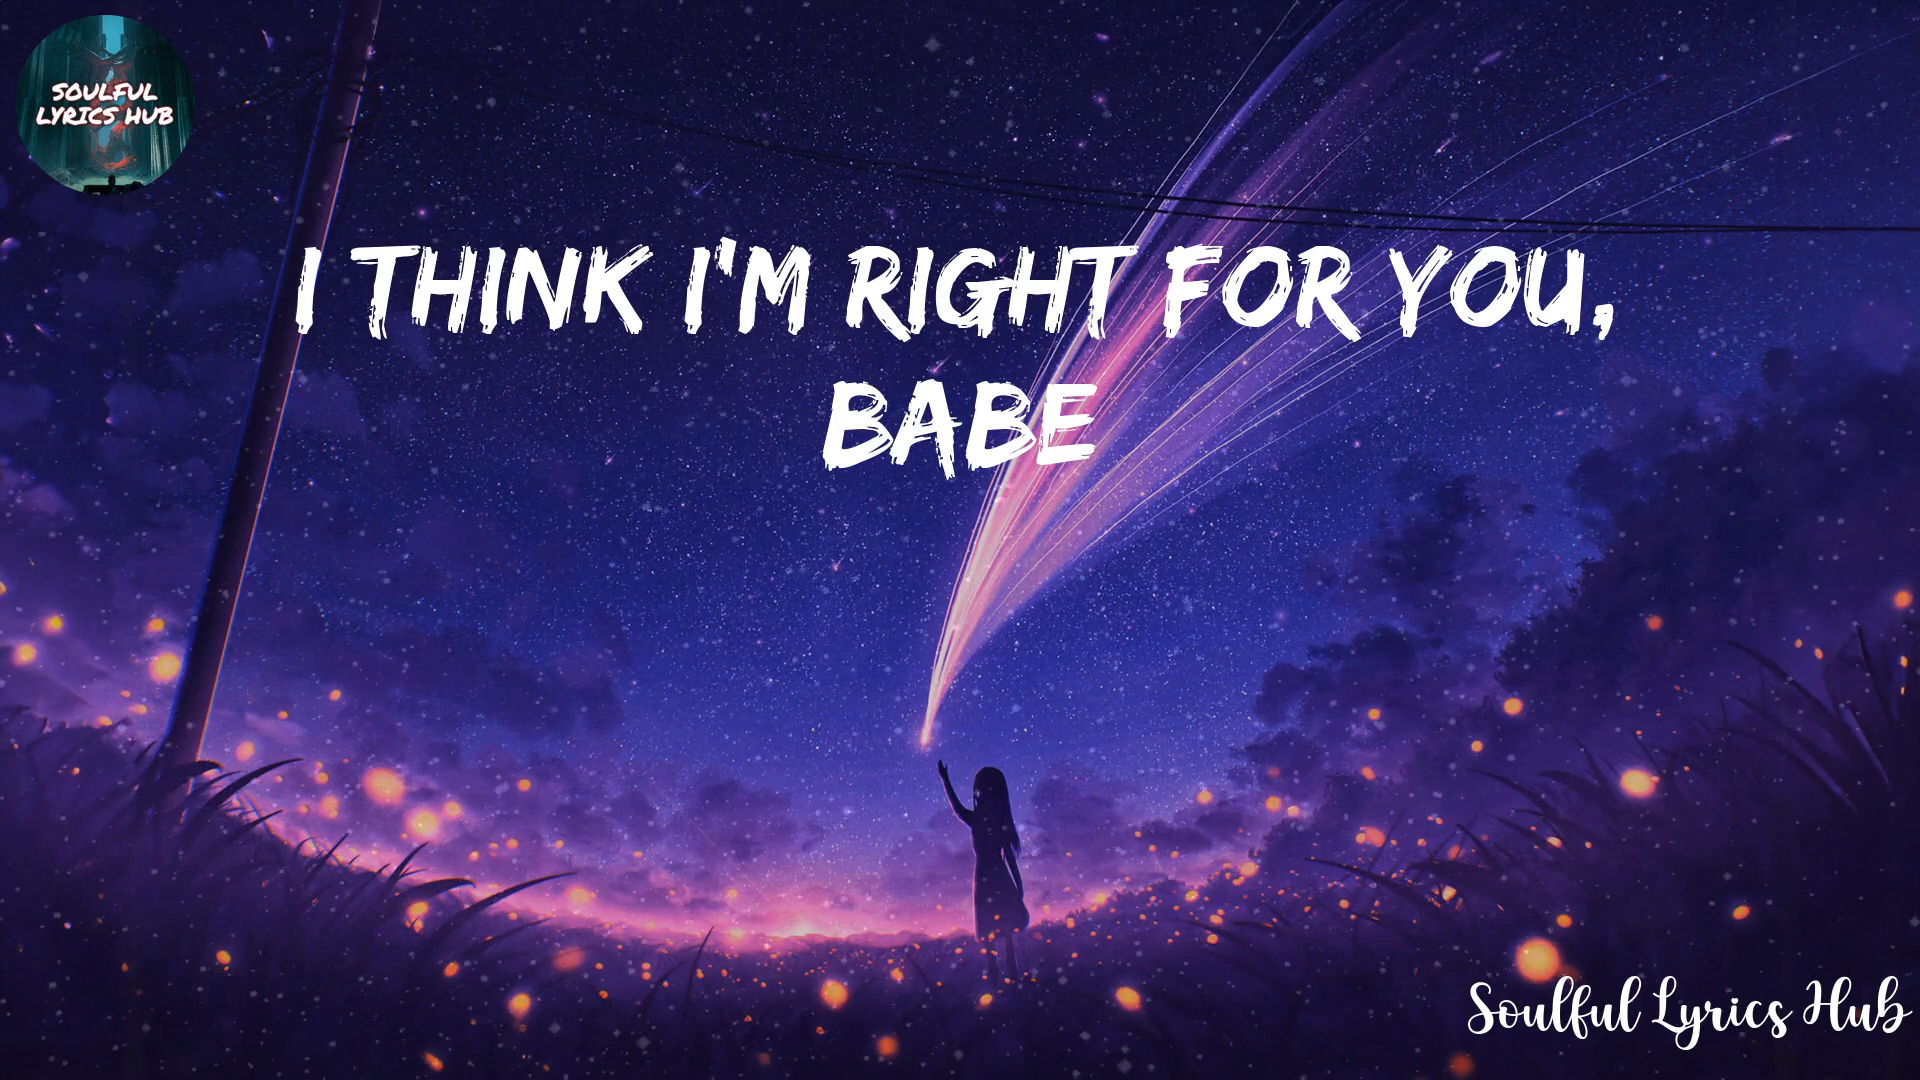 SOULFUL
LYRICS HUB
I THINK I'M RIGHT FOR YOU,
BABE
Soulful Lyrics Hub